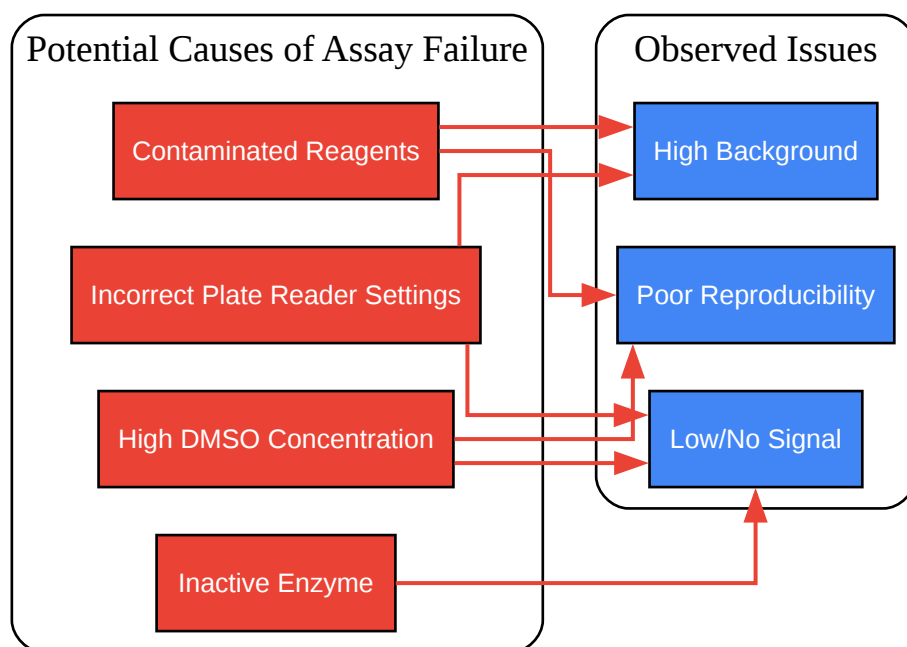 Potential Causes of Assay Failure
Observed Issues
Contaminated Reagents
High Background
Incorrect Plate Reader Settings
Poor Reproducibility
High DMSO Concentration
Low/No Signal
Inactive Enzyme